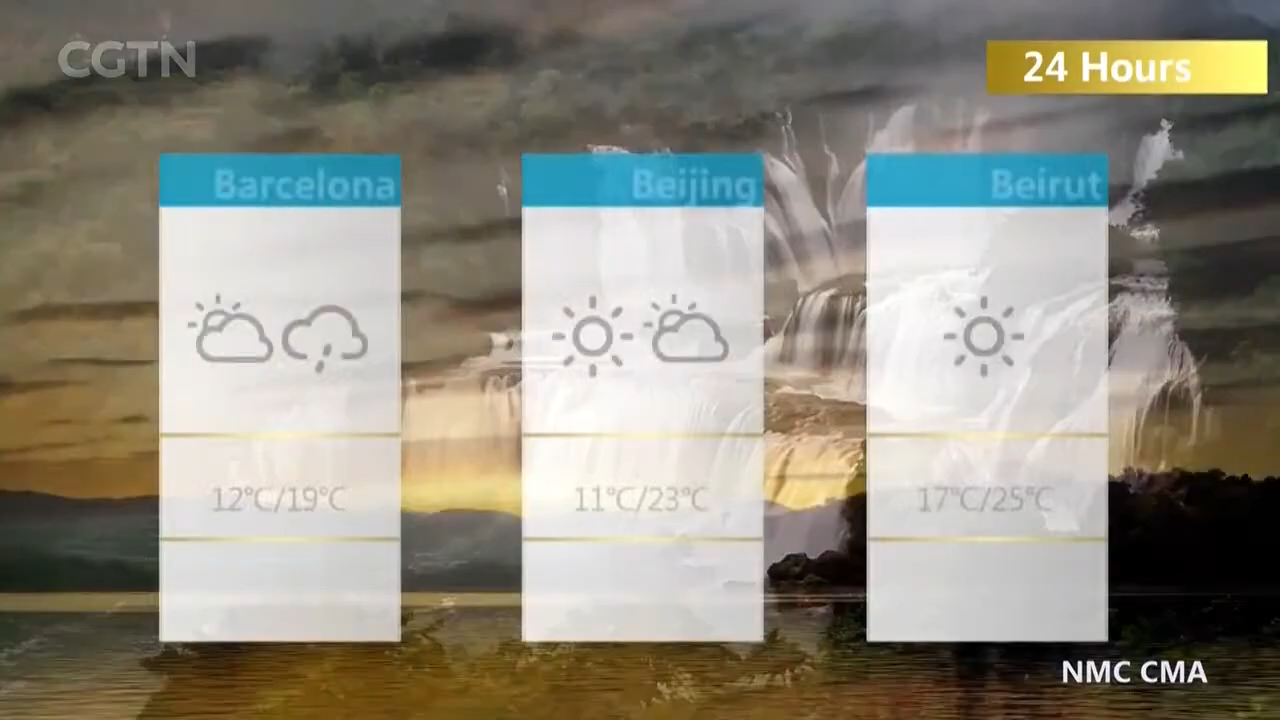 CGTN
24 Hours
Barcelona
Beijing
Beirut
12°C/19°C
11°C/23°C
17°C/25°C
NMC CMA